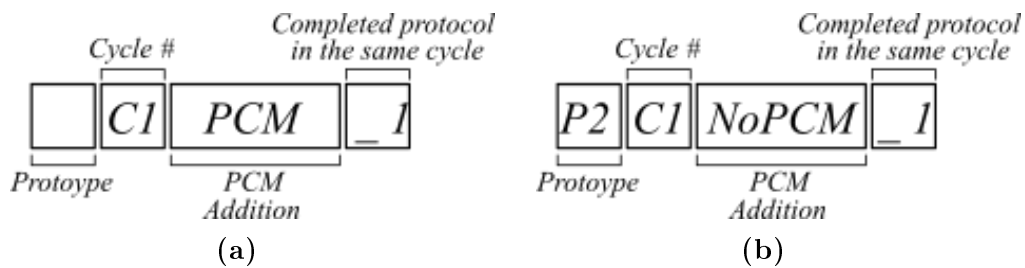 Cycle #
Completed protocol
in the same cycle
C1 PCM _ 1
Protoype
PCM
Addition
(a)
Cycle #
Completed protocol
in the same cycle
P2 C1 NoPCM _ 1
Protoype
PCM
Addition
(b)